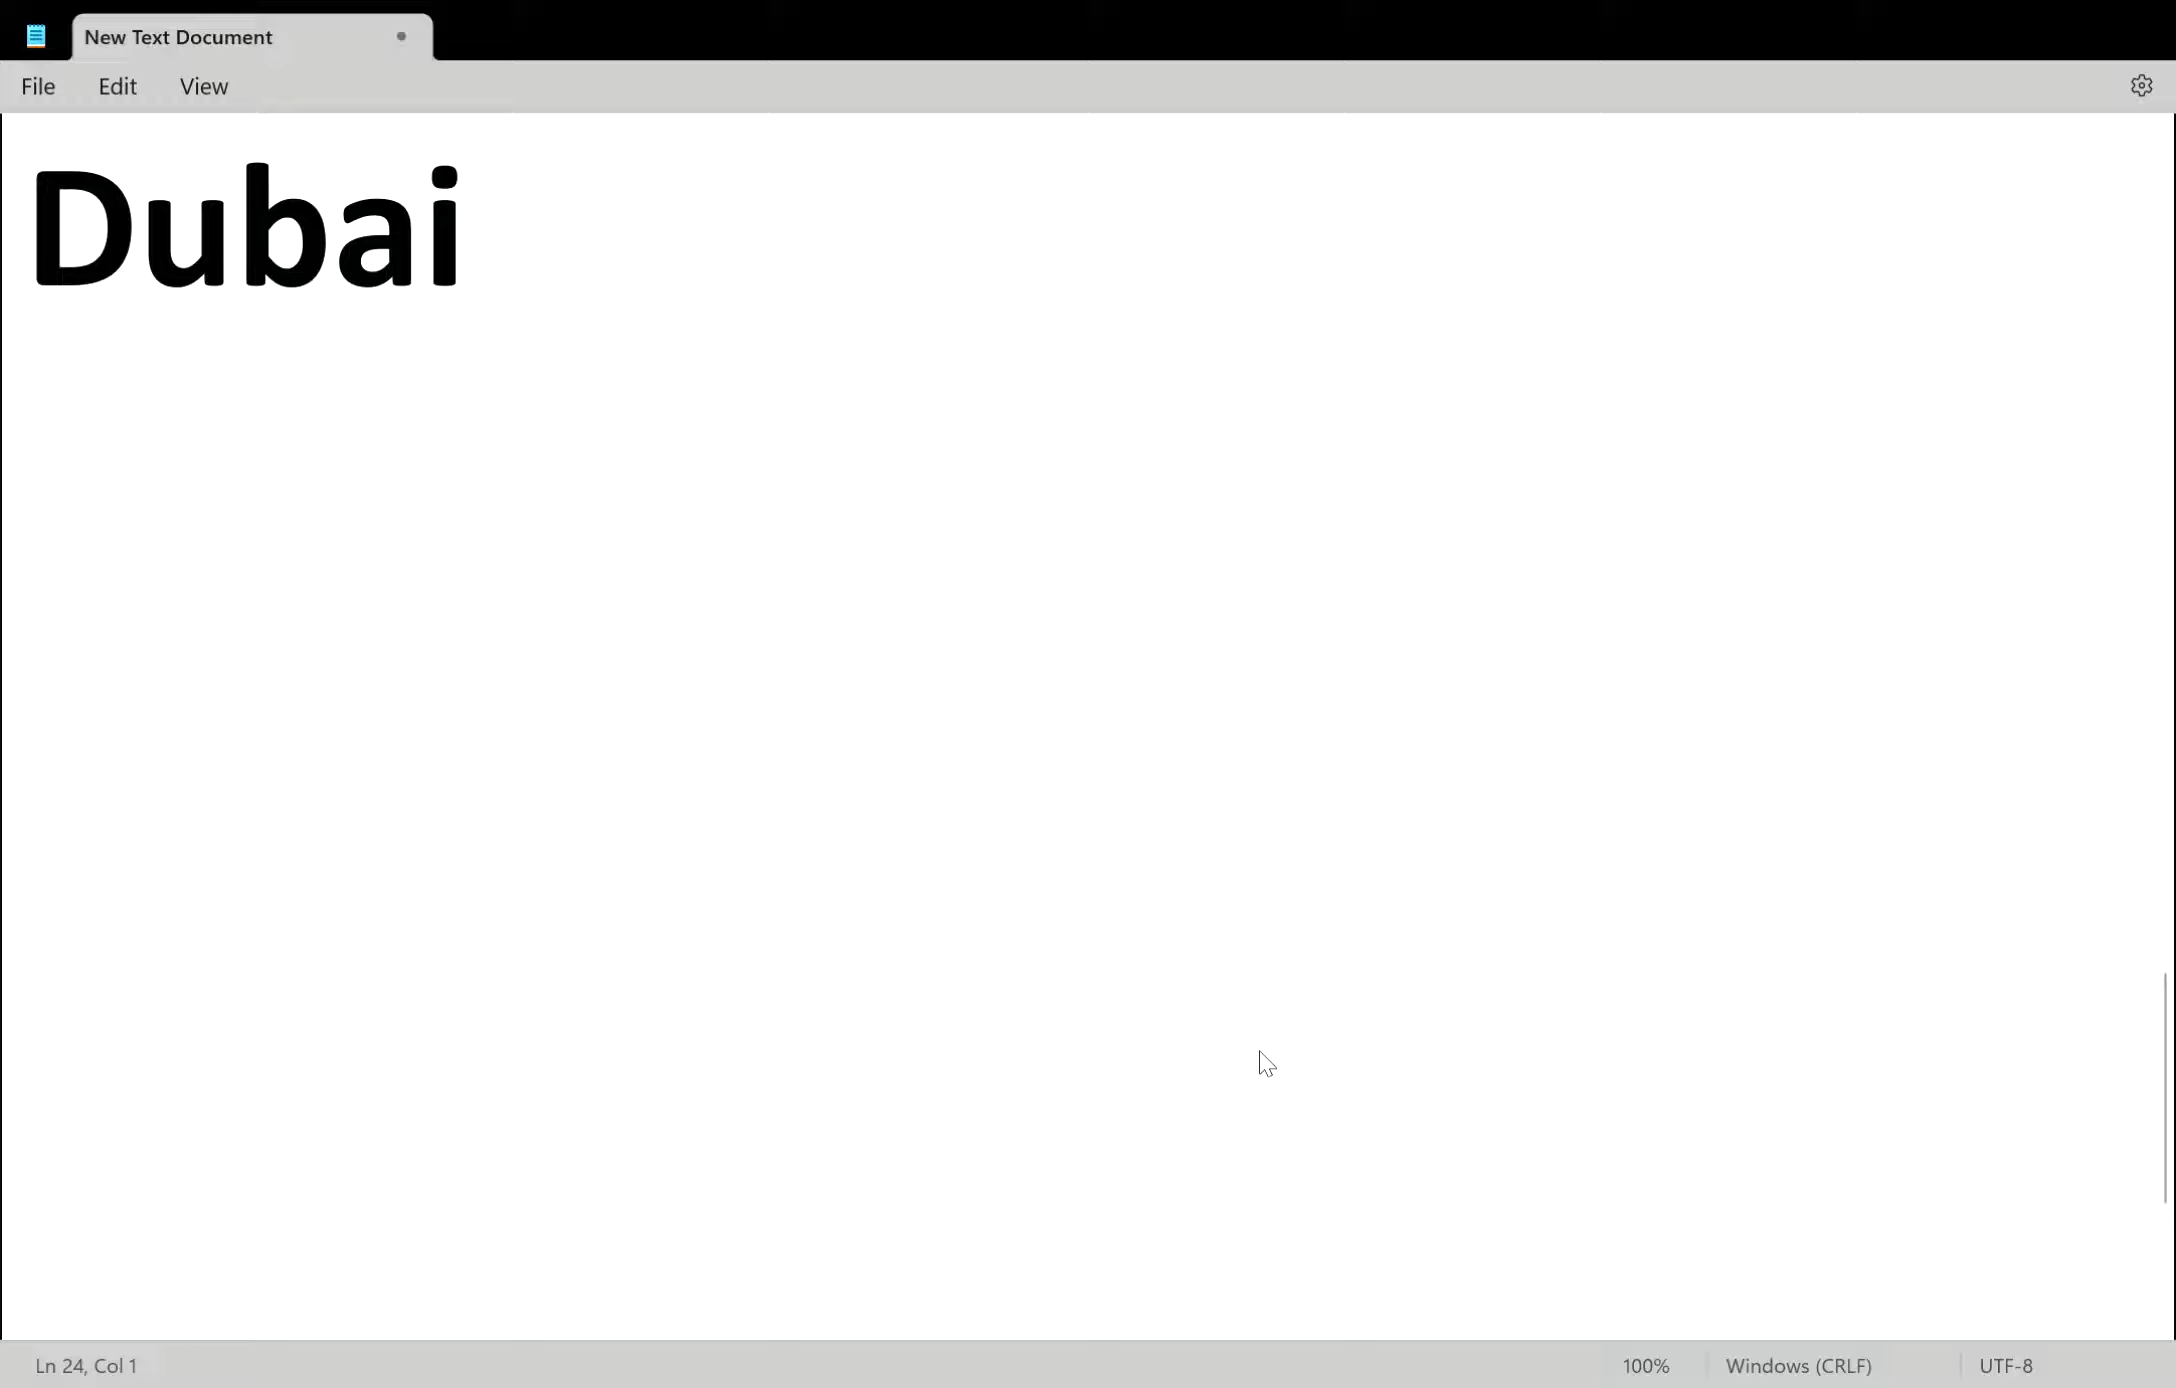 New Text Document
File Edit View
Dubai
Ln 24, Col 1 100% Windows (CRLF) UTF-8